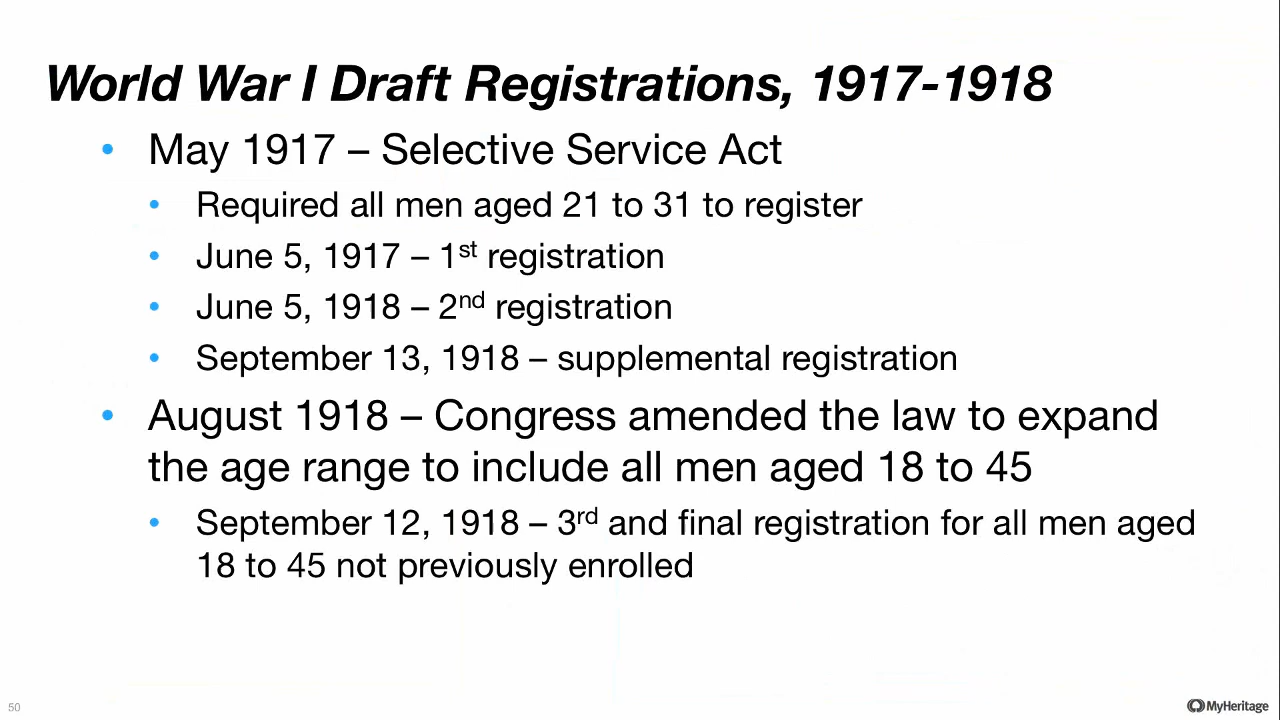 World War I Draft Registrations, 1917-1918
• May 1917 – Selective Service Act
• Required all men aged 21 to 31 to register
• June 5, 1917 – 1st registration
• June 5, 1918 – 2nd registration
• September 13, 1918 – supplemental registration
• August 1918 – Congress amended the law to expand
the age range to include all men aged 18 to 45
• September 12, 1918 – 3rd and final registration for all men aged
18 to 45 not previously enrolled
50
MyHeritage